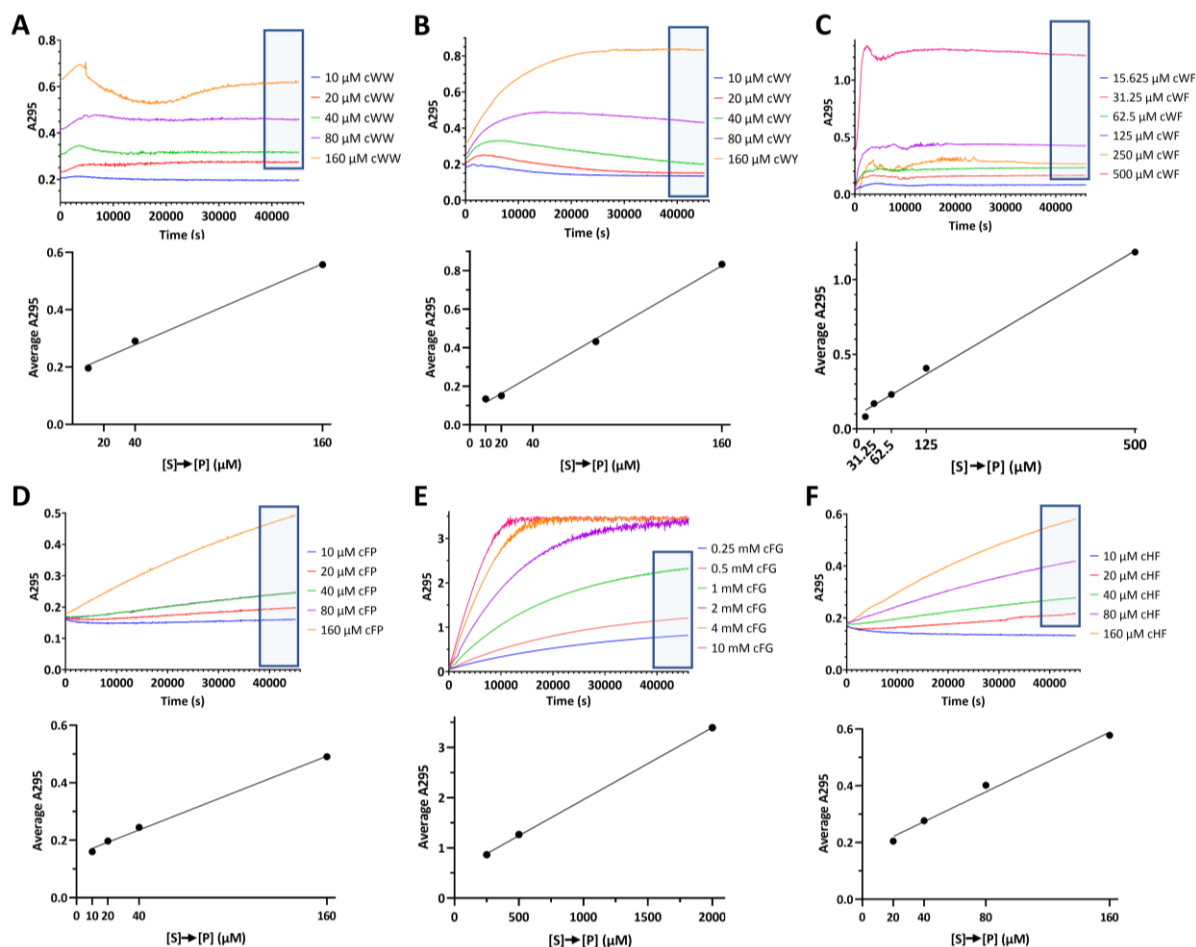 A
0.8
0.6
0.4
0.2
A295
0 10000 20000 30000 40000
Time (s)
10 µM cWW
20 µM cWW
40 µM cWW
80 µM cWW
160 µM cWW
0.6
0.4
0.2
0.0
Average A295
20 40 160
[S]→[P] (µM)
B
1.0
0.8
0.6
0.4
0.2
0.0
A295
0 10000 20000 30000 40000
Time (s)
10 µM cWY
20 µM cWY
40 µM cWY
80 µM cWY
160 µM cWY
0.8
0.6
0.4
0.2
0.0
Average A295
0 10 20 40 160
[S]→[P] (µM)
C
1.0
0.5
0.0
A295
0 10000 20000 30000 40000
Time (s)
15.625 µM cWF
31.25 µM cWF
62.5 µM cWF
125 µM cWF
250 µM cWF
500 µM cWF
1.0
0.5
0.0
Average A295
0 31.25 62.5 125 500
[S]→[P] (µM)
D
0.5
0.4
0.3
0.2
0.1
0.0
A295
0 10000 20000 30000 40000
Time (s)
10 µM cFP
20 µM cFP
40 µM cFP
80 µM cFP
160 µM cFP
0.6
0.4
0.2
0.0
Average A295
0 10 20 40 160
[S]→[P] (µM)
E
3
2
1
0
A295
0 10000 20000 30000 40000
Time (s)
0.25 mM cFG
0.5 mM cFG
1 mM cFG
2 mM cFG
4 mM cFG
10 mM cFG
3
2
1
0
Average A295
0 500 1000 1500 2000
[S]→[P] (µM)
F
0.6
0.4
0.2
0.0
A295
0 10000 20000 30000 40000
Time (s)
10 µM cHF
20 µM cHF
40 µM cHF
80 µM cHF
160 µM cHF
0.6
0.4
0.2
0.0
Average A295
0 20 40 80 160
[S]→[P] (µM)